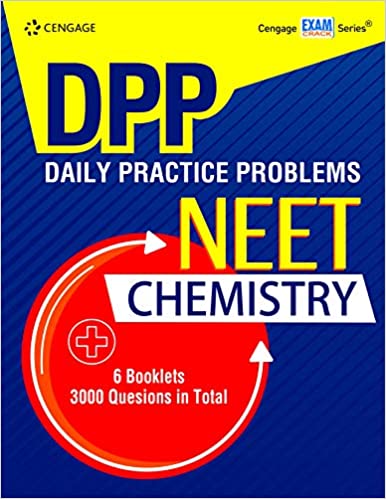 CENGAGE
Cengage EXAM CRACK Series®
DPP
DAILY PRACTICE PROBLEMS
NEET
CHEMISTRY
6 Booklets
3000 Quesions in Total